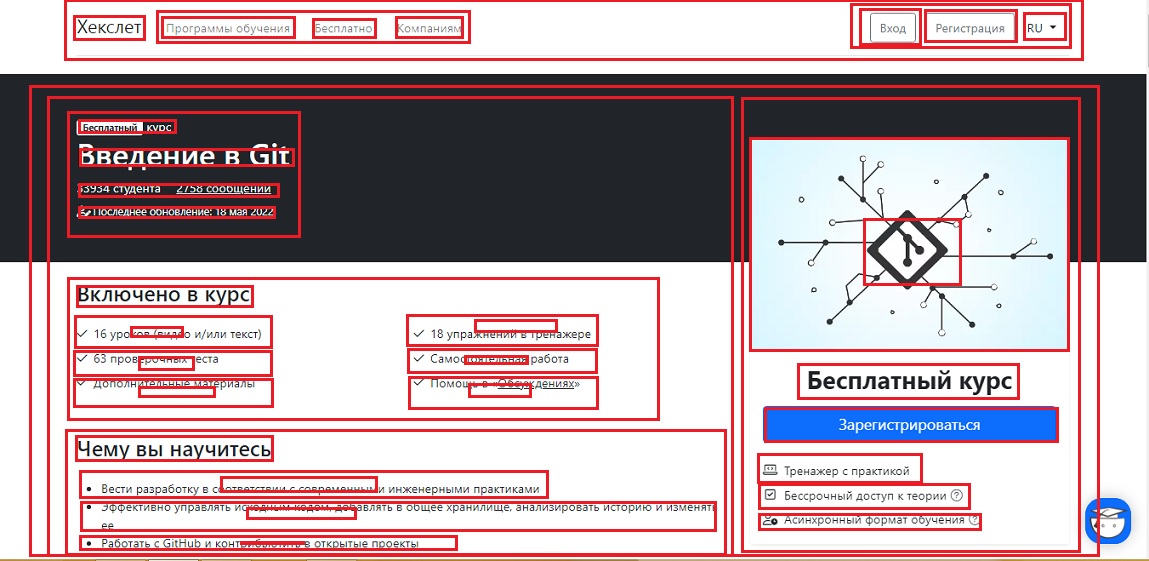 Хекслет Программы обучения Бесплатно Компаниям Вход Регистрация RU
Бесплатный курс
Введение в Git
33934 студента 2758 сообщений
Последнее обновление: 18 мая 2022
Включено в курс
16 уроков (видео и/или текст)
18 упражнений в тренажере
63 проверочных теста
Самостоятельная работа
Дополнительные материалы
Помощь в «Обсуждениях»
Чему вы научитесь
Вести разработку в соответствии с современными инженерными практиками
Эффективно управлять исходным кодом, добавлять в общее хранилище, анализировать историю и изменять
ее
Работать с GitHub и контрибьютить в открытые проекты
Бесплатный курс
Зарегистрироваться
Тренажер с практикой
Бессрочный доступ к теории
Асинхронный формат обучения